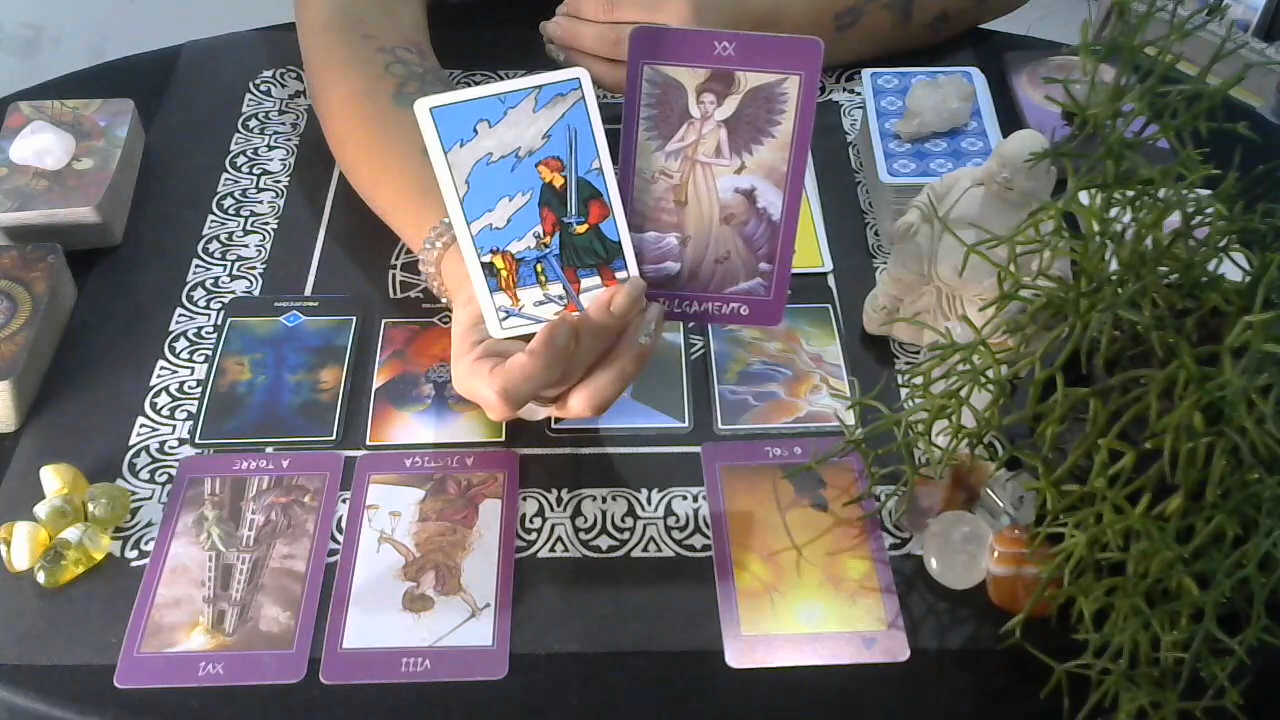 XX
JULGAMENTO
A TORRE
XVI
A JUSTIÇA
VIII
O SOL